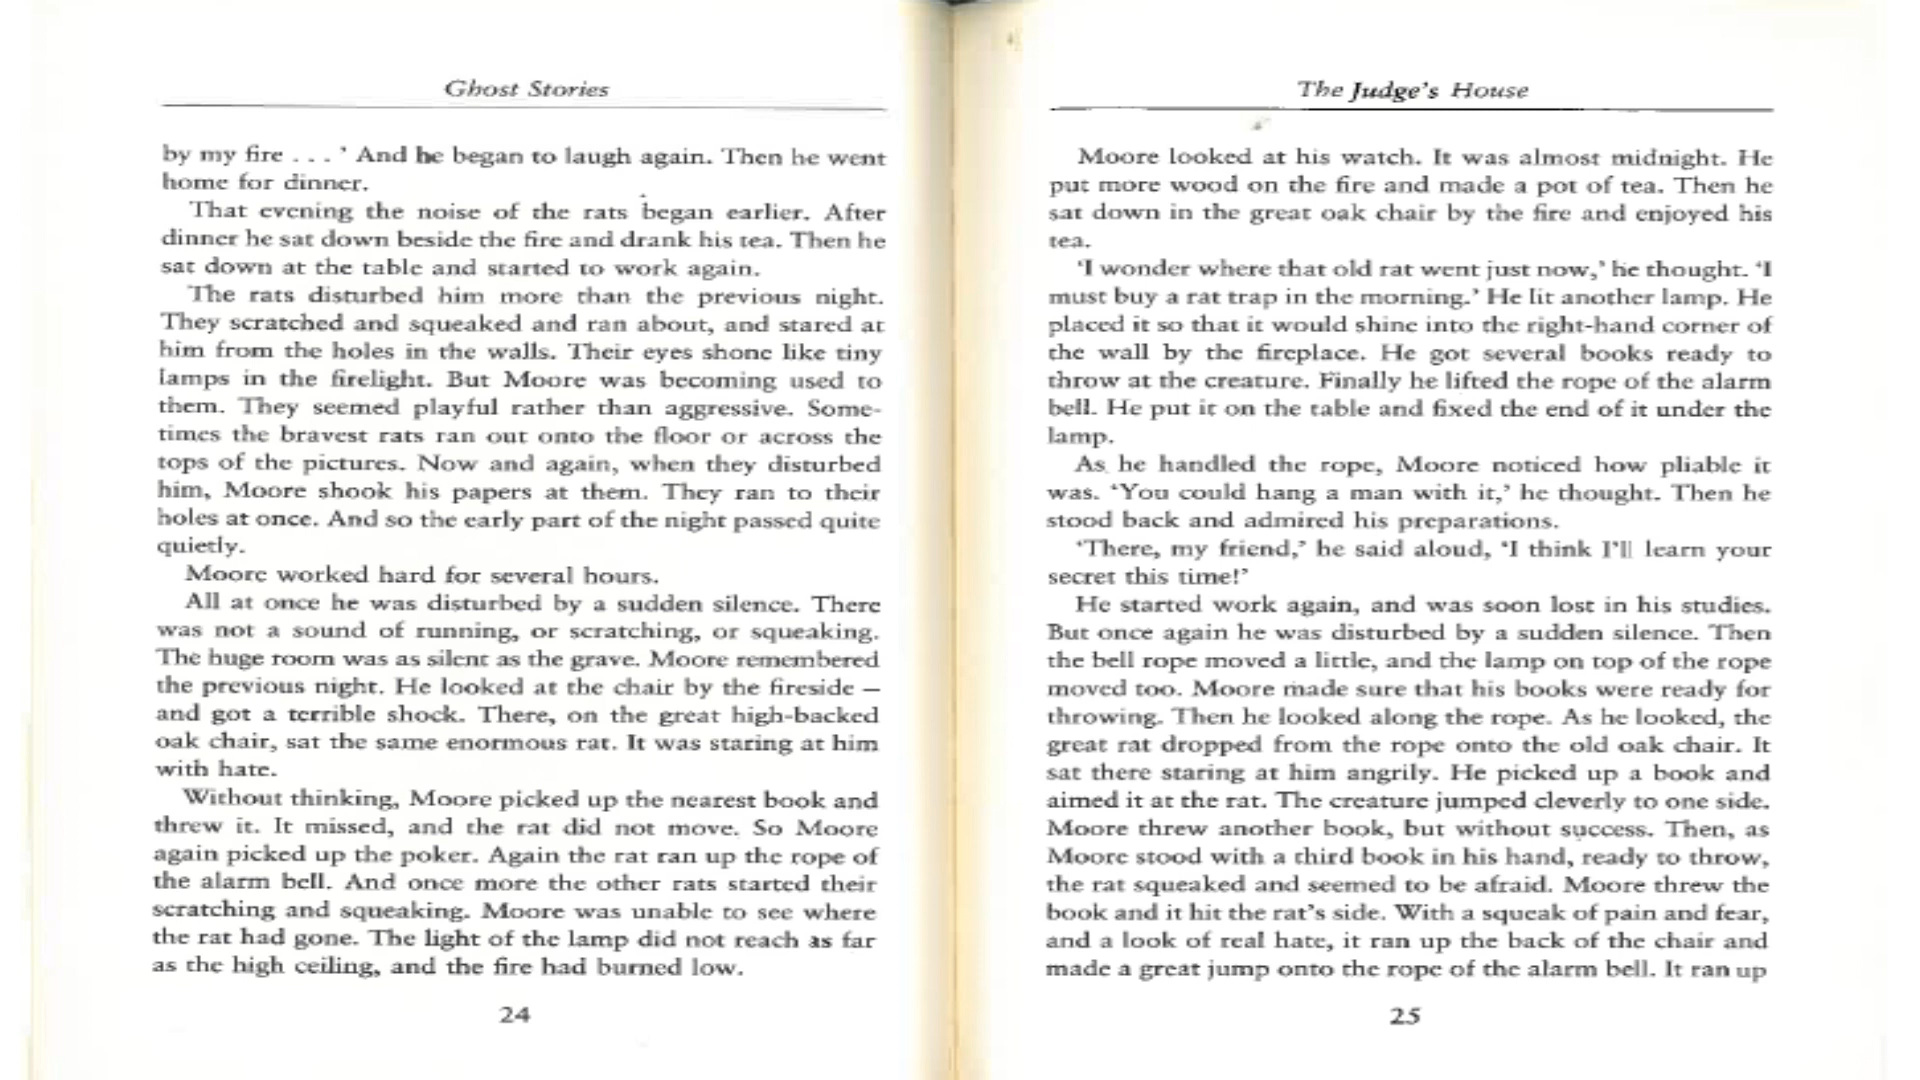 Ghost Stories
by my fire . . . ’ And he began to laugh again. Then he went
home for dinner.
That evening the noise of the rats began earlier. After
dinner he sat down beside the fire and drank his tea. Then he
sat down at the table and started to work again.
The rats disturbed him more than the previous night.
They scratched and squeaked and ran about, and stared at
him from the holes in the walls. Their eyes shone like tiny
lamps in the firelight. But Moore was becoming used to
them. They seemed playful rather than aggressive. Some-
times the bravest rats ran out onto the floor or across the
tops of the pictures. Now and again, when they disturbed
him, Moore shook his papers at them. They ran to their
holes at once. And so the early part of the night passed quite
quietly.
Moore worked hard for several hours.
All at once he was disturbed by a sudden silence. There
was not a sound of running, or scratching, or squeaking.
The huge room was as silent as the grave. Moore remembered
the previous night. He looked at the chair by the fireside –
and got a terrible shock. There, on the great high-backed
oak chair, sat the same enormous rat. It was staring at him
with hate.
Without thinking, Moore picked up the nearest book and
threw it. It missed, and the rat did not move. So Moore
again picked up the poker. Again the rat ran up the rope of
the alarm bell. And once more the other rats started their
scratching and squeaking. Moore was unable to see where
the rat had gone. The light of the lamp did not reach as far
as the high ceiling, and the fire had burned low.
24
The Judge’s House
Moore looked at his watch. It was almost midnight. He
put more wood on the fire and made a pot of tea. Then he
sat down in the great oak chair by the fire and enjoyed his
tea.
‘I wonder where that old rat went just now,’ he thought. ‘I
must buy a rat trap in the morning.’ He lit another lamp. He
placed it so that it would shine into the right-hand corner of
the wall by the fireplace. He got several books ready to
throw at the creature. Finally he lifted the rope of the alarm
bell. He put it on the table and fixed the end of it under the
lamp.
As he handled the rope, Moore noticed how pliable it
was. ‘You could hang a man with it,’ he thought. Then he
stood back and admired his preparations.
‘There, my friend,’ he said aloud, ‘I think I’ll learn your
secret this time!’
He started work again, and was soon lost in his studies.
But once again he was disturbed by a sudden silence. Then
the bell rope moved a little, and the lamp on top of the rope
moved too. Moore made sure that his books were ready for
throwing. Then he looked along the rope. As he looked, the
great rat dropped from the rope onto the old oak chair. It
sat there staring at him angrily. He picked up a book and
aimed it at the rat. The creature jumped cleverly to one side.
Moore threw another book, but without success. Then, as
Moore stood with a third book in his hand, ready to throw,
the rat squeaked and seemed to be afraid. Moore threw the
book and it hit the rat’s side. With a squeak of pain and fear,
and a look of real hate, it ran up the back of the chair and
made a great jump onto the rope of the alarm bell. It ran up
25